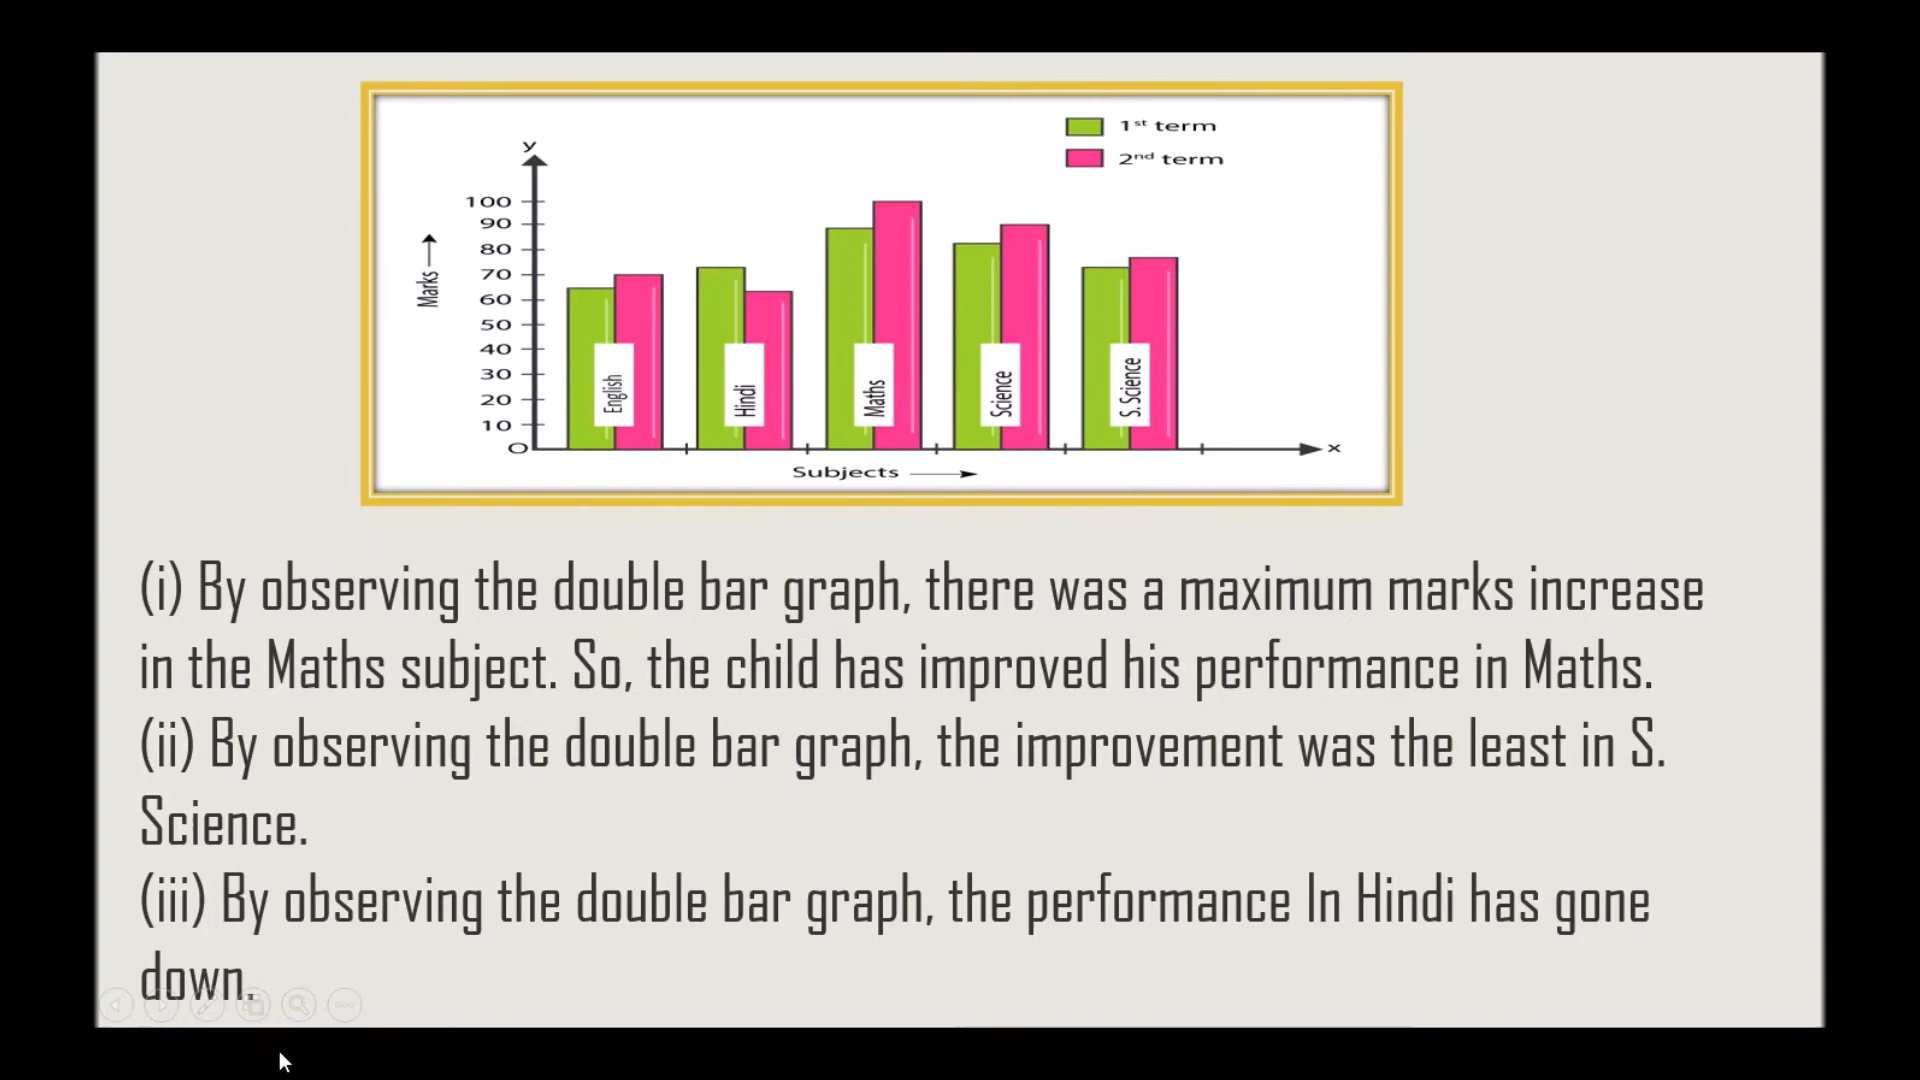 1st term
2nd term
y
100
90
80
70
60
50
40
30
20
10
O
Marks
English
Hindi
Maths
Science
S. Science
x
Subjects
(i) By observing the double bar graph, there was a maximum marks increase
in the Maths subject. So, the child has improved his performance in Maths.
(ii) By observing the double bar graph, the improvement was the least in S.
Science.
(iii) By observing the double bar graph, the performance In Hindi has gone
down.